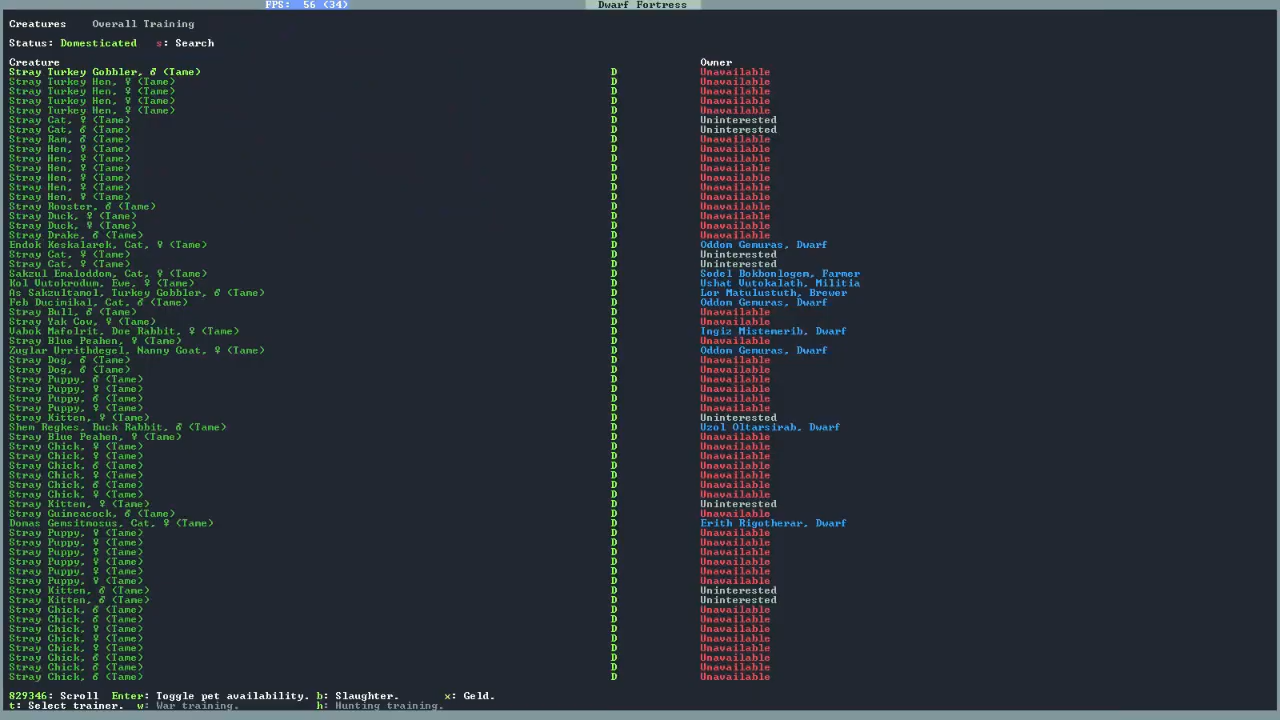 FPS: 56 (34) Dwarf Fortress
Creatures Overall Training
Status: Domesticated s: Search
Creature Owner
Stray Turkey Gobbler, ♂ (Tame) D Unavailable
Stray Turkey Hen, ♀ (Tame) D Unavailable
Stray Turkey Hen, ♀ (Tame) D Unavailable
Stray Turkey Hen, ♀ (Tame) D Unavailable
Stray Turkey Hen, ♀ (Tame) D Unavailable
Stray Cat, ♀ (Tame) D Uninterested
Stray Cat, ♂ (Tame) D Uninterested
Stray Ram, ♂ (Tame) D Unavailable
Stray Hen, ♀ (Tame) D Unavailable
Stray Hen, ♀ (Tame) D Unavailable
Stray Hen, ♀ (Tame) D Unavailable
Stray Hen, ♀ (Tame) D Unavailable
Stray Hen, ♀ (Tame) D Unavailable
Stray Hen, ♀ (Tame) D Unavailable
Stray Rooster, ♂ (Tame) D Unavailable
Stray Duck, ♀ (Tame) D Unavailable
Stray Duck, ♀ (Tame) D Unavailable
Stray Drake, ♂ (Tame) D Unavailable
Endok Keskalarek, Cat, ♀ (Tame) D Oddom Gemuras, Dwarf
Stray Cat, ♀ (Tame) D Uninterested
Stray Cat, ♀ (Tame) D Uninterested
Sakzul Emaloddom, Cat, ♀ (Tame) D Sodel Bokbonlogem, Farmer
Kol Vutokrodum, Ewe, ♀ (Tame) D Ushat Vutokalath, Militia
As Sakzultamol, Turkey Gobbler, ♂ (Tame) D Lor Matulustuth, Brewer
Feb Ducimikal, Cat, ♂ (Tame) D Oddom Gemuras, Dwarf
Stray Bull, ♂ (Tame) D Unavailable
Stray Yak Cow, ♀ (Tame) D Unavailable
Vabok Mafolrit, Doe Rabbit, ♀ (Tame) D Ingiz Mistemerib, Dwarf
Stray Blue Peahen, ♀ (Tame) D Unavailable
Zuglar Urrithdegel, Nanny Goat, ♀ (Tame) D Oddom Gemuras, Dwarf
Stray Dog, ♂ (Tame) D Unavailable
Stray Dog, ♂ (Tame) D Unavailable
Stray Puppy, ♂ (Tame) D Unavailable
Stray Puppy, ♀ (Tame) D Unavailable
Stray Puppy, ♂ (Tame) D Unavailable
Stray Puppy, ♀ (Tame) D Unavailable
Stray Kitten, ♀ (Tame) D Uninterested
Shem Regkes, Buck Rabbit, ♂ (Tame) D Uzol Oltarsirab, Dwarf
Stray Blue Peahen, ♀ (Tame) D Unavailable
Stray Chick, ♀ (Tame) D Unavailable
Stray Chick, ♀ (Tame) D Unavailable
Stray Chick, ♂ (Tame) D Unavailable
Stray Chick, ♀ (Tame) D Unavailable
Stray Chick, ♂ (Tame) D Unavailable
Stray Chick, ♀ (Tame) D Unavailable
Stray Kitten, ♀ (Tame) D Uninterested
Stray Guineacock, ♂ (Tame) D Unavailable
Domas Gemsitmosus, Cat, ♀ (Tame) D Erith Rigotherar, Dwarf
Stray Puppy, ♀ (Tame) D Unavailable
Stray Puppy, ♀ (Tame) D Unavailable
Stray Puppy, ♀ (Tame) D Unavailable
Stray Puppy, ♀ (Tame) D Unavailable
Stray Puppy, ♀ (Tame) D Unavailable
Stray Puppy, ♀ (Tame) D Unavailable
Stray Kitten, ♂ (Tame) D Uninterested
Stray Kitten, ♂ (Tame) D Uninterested
Stray Chick, ♂ (Tame) D Unavailable
Stray Chick, ♂ (Tame) D Unavailable
Stray Chick, ♀ (Tame) D Unavailable
Stray Chick, ♀ (Tame) D Unavailable
Stray Chick, ♀ (Tame) D Unavailable
Stray Chick, ♂ (Tame) D Unavailable
Stray Chick, ♂ (Tame) D Unavailable
Stray Chick, ♂ (Tame) D Unavailable
829346: Scroll Enter: Toggle pet availability. b: Slaughter. x: Geld.
t: Select trainer. w: War training. h: Hunting training.